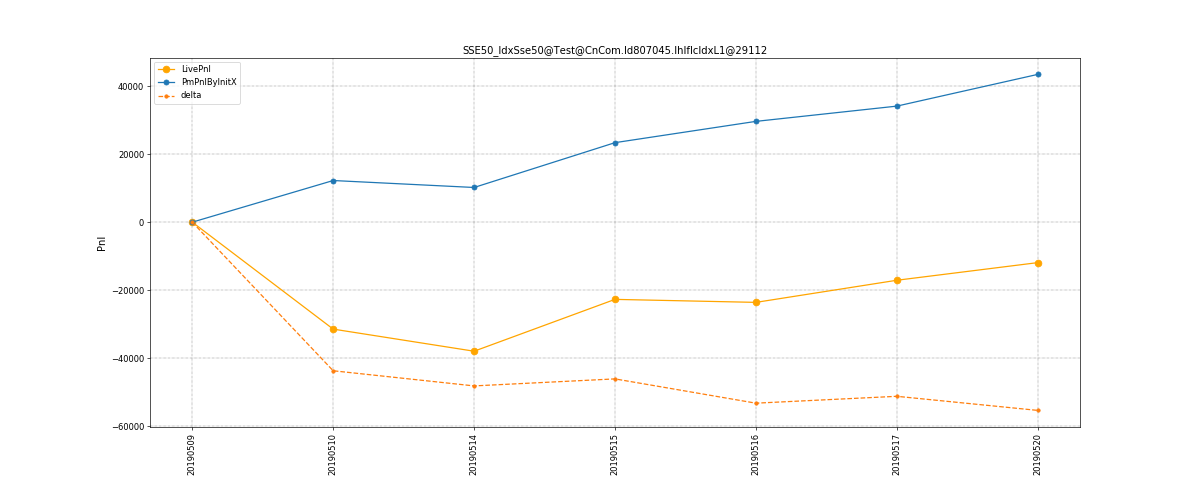 SSE50_IdxSse50@Test@CnCom.Id807045.IhIfIcIdxL1@29112
LivePnl
PmPnlByInitX
delta
40000
20000
0
−20000
−40000
−60000
Pnl
20190509
20190510
20190514
20190515
20190516
20190517
20190520